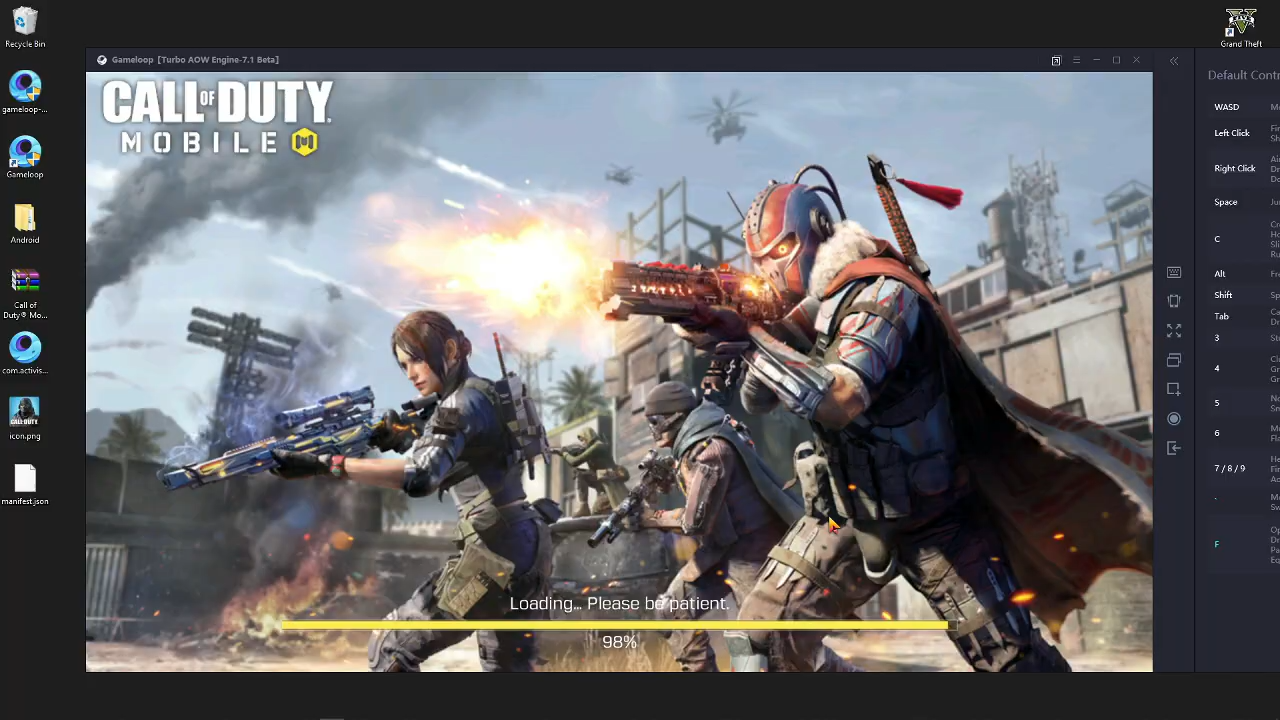 Recycle Bin
gameloop-...
Gameloop
Android
Call of
Duty® Mo...
com.activis...
icon.png
manifest.json
Gameloop [Turbo AOW Engine-7.1 Beta]
CALL OF DUTY
MOBILE
Loading... Please be patient.
98%
Grand Theft
Default Contr
WASD
Left Click
Right Click
Space
C
Alt
Shift
Tab
3
4
5
6
7 / 8 / 9
F